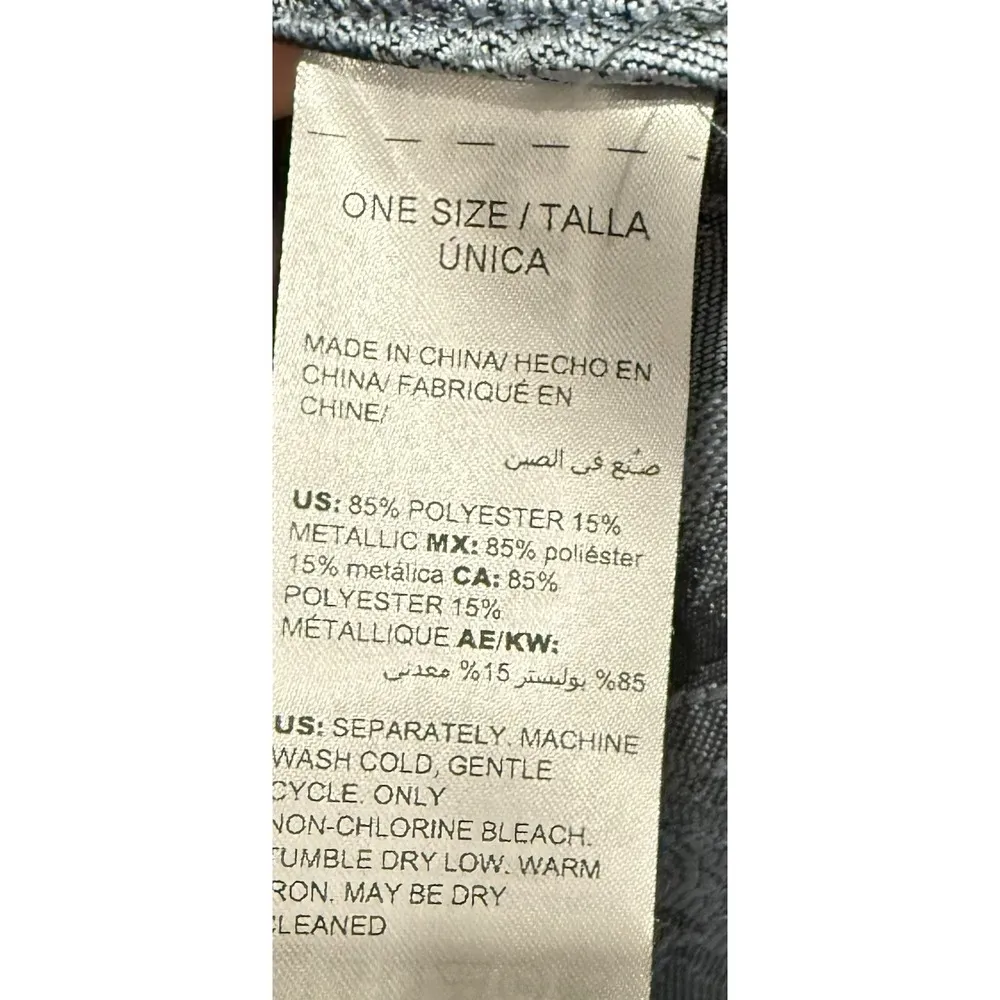 ONE SIZE / TALLA
ÚNICA
MADE IN CHINA/ HECHO EN
CHINA/ FABRIQUÉ EN
CHINE/
صُنع في الصين
US: 85% POLYESTER 15%
METALLIC MX: 85% poliéster
15% metálica CA: 85%
POLYESTER 15%
MÉTALLIQUE AE/KW:
85% بوليستر 15% معدني
US: SEPARATELY. MACHINE
WASH COLD, GENTLE
CYCLE. ONLY
NON-CHLORINE BLEACH.
TUMBLE DRY LOW. WARM
IRON. MAY BE DRY
CLEANED